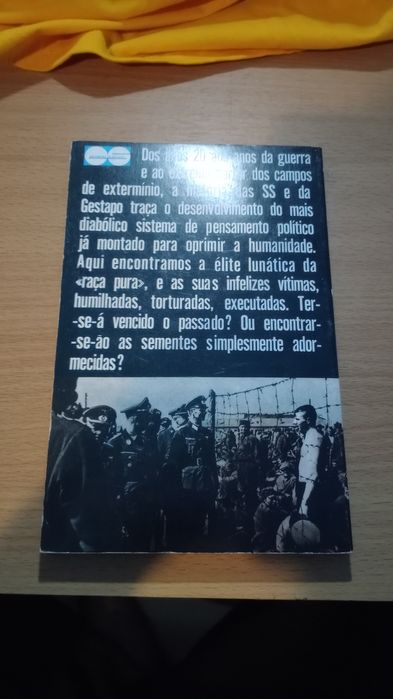 Dos 20 anos da guerra
e ao dos campos
de extermínio, a das SS e da
Gestapo traça o desenvolvimento do mais
diabólico sistema de pensamento político
já montado para oprimir a humanidade.
Aqui encontramos a élite lunática da
«raça pura», e as suas infelizes vítimas,
humilhadas, torturadas, executadas. Ter-
-se-á vencido o passado? Ou encontrar-
-se-ão as sementes simplesmente ador-
mecidas?